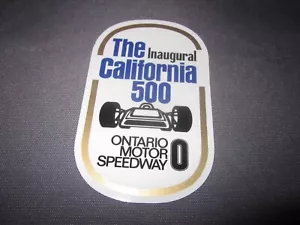 The Inaugural
California
500
ONTARIO
MOTOR
SPEEDWAY